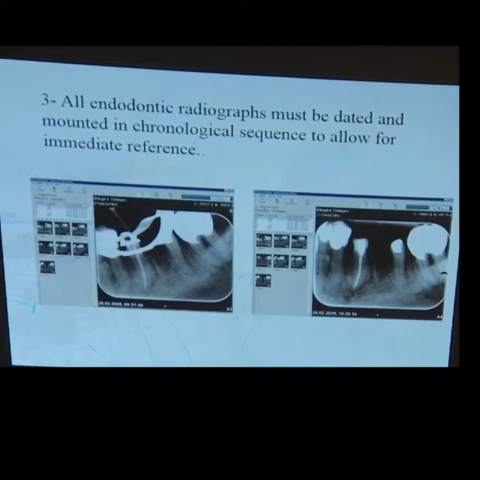 3- All endodontic radiographs must be dated and
mounted in chronological sequence to allow for
immediate reference.